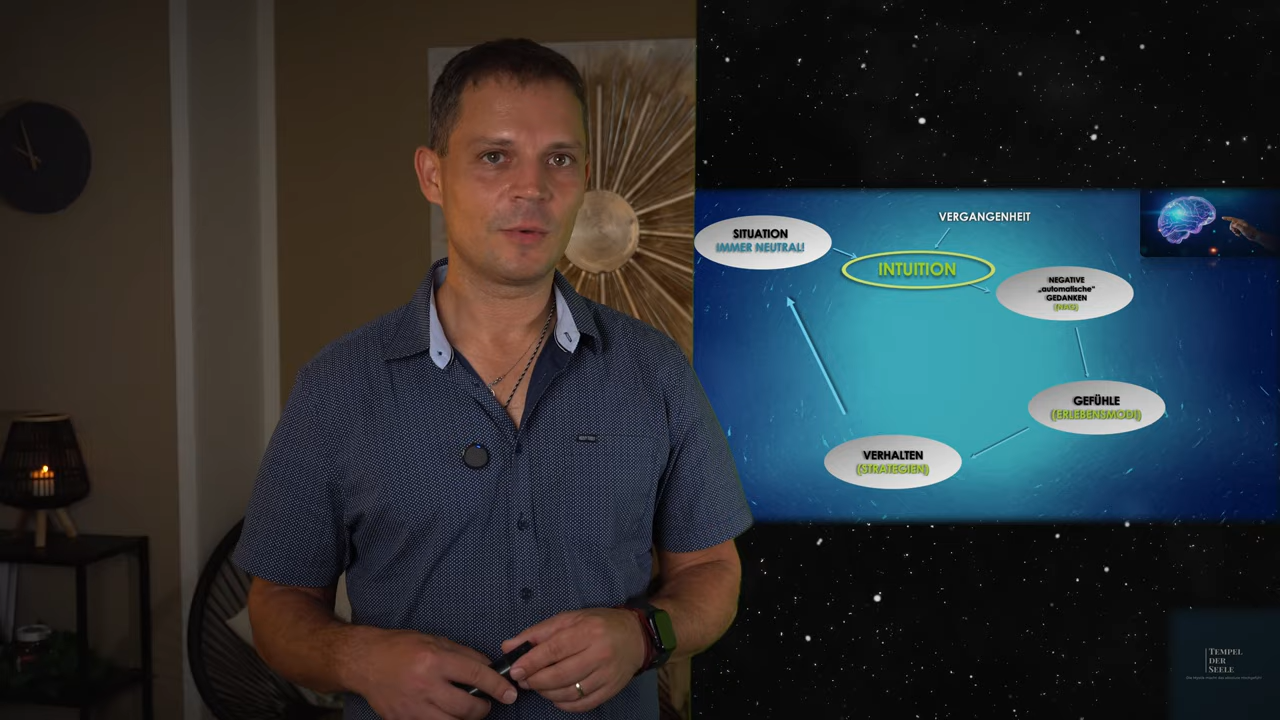 VERGANGENHEIT
SITUATION
IMMER NEUTRAL!
INTUITION
NEGATIVE
„automatische"
GEDANKEN
GEFÜHLE
(ERLEBENSMODI)
VERHALTEN
(STRATEGIEN)
TEMPEL
DER
SEELE